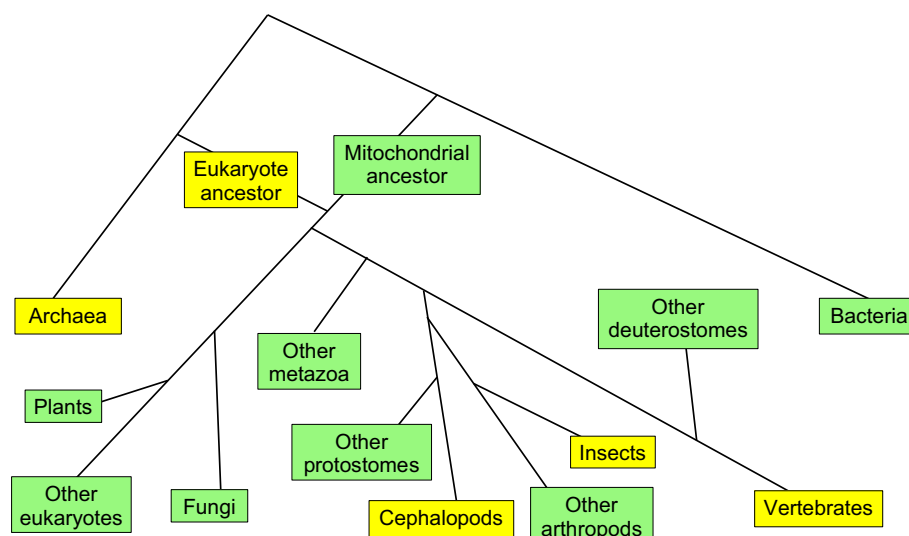 Eukaryote
ancestor
Mitochondrial
ancestor
Archaea
Other
deuterostomes
Bacteria
Other
metazoa
Plants
Other
protostomes
Insects
Other
eukaryotes
Fungi
Cephalopods
Other
arthropods
Vertebrates